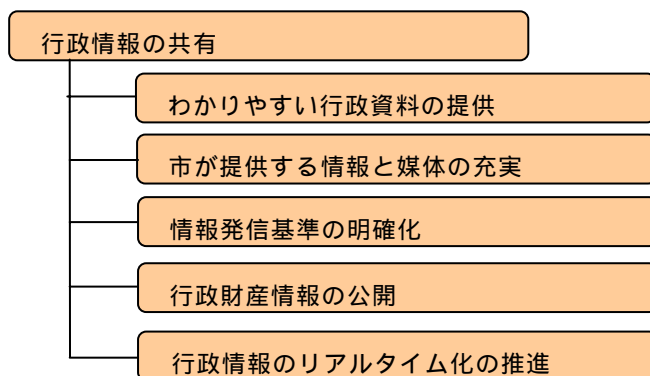 行政情報の共有
わかりやすい行政資料の提供
市が提供する情報と媒体の充実
情報発信基準の明確化
行政財産情報の公開
行政情報のリアルタイム化の推進